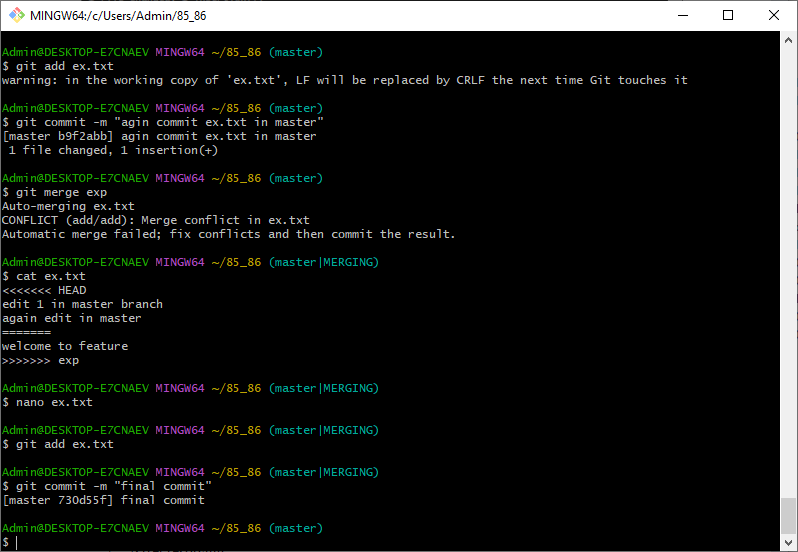 MINGW64:/c/Users/Admin/85_86
Admin@DESKTOP-E7CNAEV MINGW64 ~/85_86 (master)
$ git add ex.txt
warning: in the working copy of 'ex.txt', LF will be replaced by CRLF the next time Git touches it
Admin@DESKTOP-E7CNAEV MINGW64 ~/85_86 (master)
$ git commit -m "agin commit ex.txt in master"
[master b9f2abb] agin commit ex.txt in master
 1 file changed, 1 insertion(+)
Admin@DESKTOP-E7CNAEV MINGW64 ~/85_86 (master)
$ git merge exp
Auto-merging ex.txt
CONFLICT (add/add): Merge conflict in ex.txt
Automatic merge failed; fix conflicts and then commit the result.
Admin@DESKTOP-E7CNAEV MINGW64 ~/85_86 (master|MERGING)
$ cat ex.txt
<<<<<<< HEAD
edit 1 in master branch
again edit in master
=======
welcome to feature
>>>>>>> exp
Admin@DESKTOP-E7CNAEV MINGW64 ~/85_86 (master|MERGING)
$ nano ex.txt
Admin@DESKTOP-E7CNAEV MINGW64 ~/85_86 (master|MERGING)
$ git add ex.txt
Admin@DESKTOP-E7CNAEV MINGW64 ~/85_86 (master|MERGING)
$ git commit -m "final commit"
[master 730d55f] final commit
Admin@DESKTOP-E7CNAEV MINGW64 ~/85_86 (master)
$